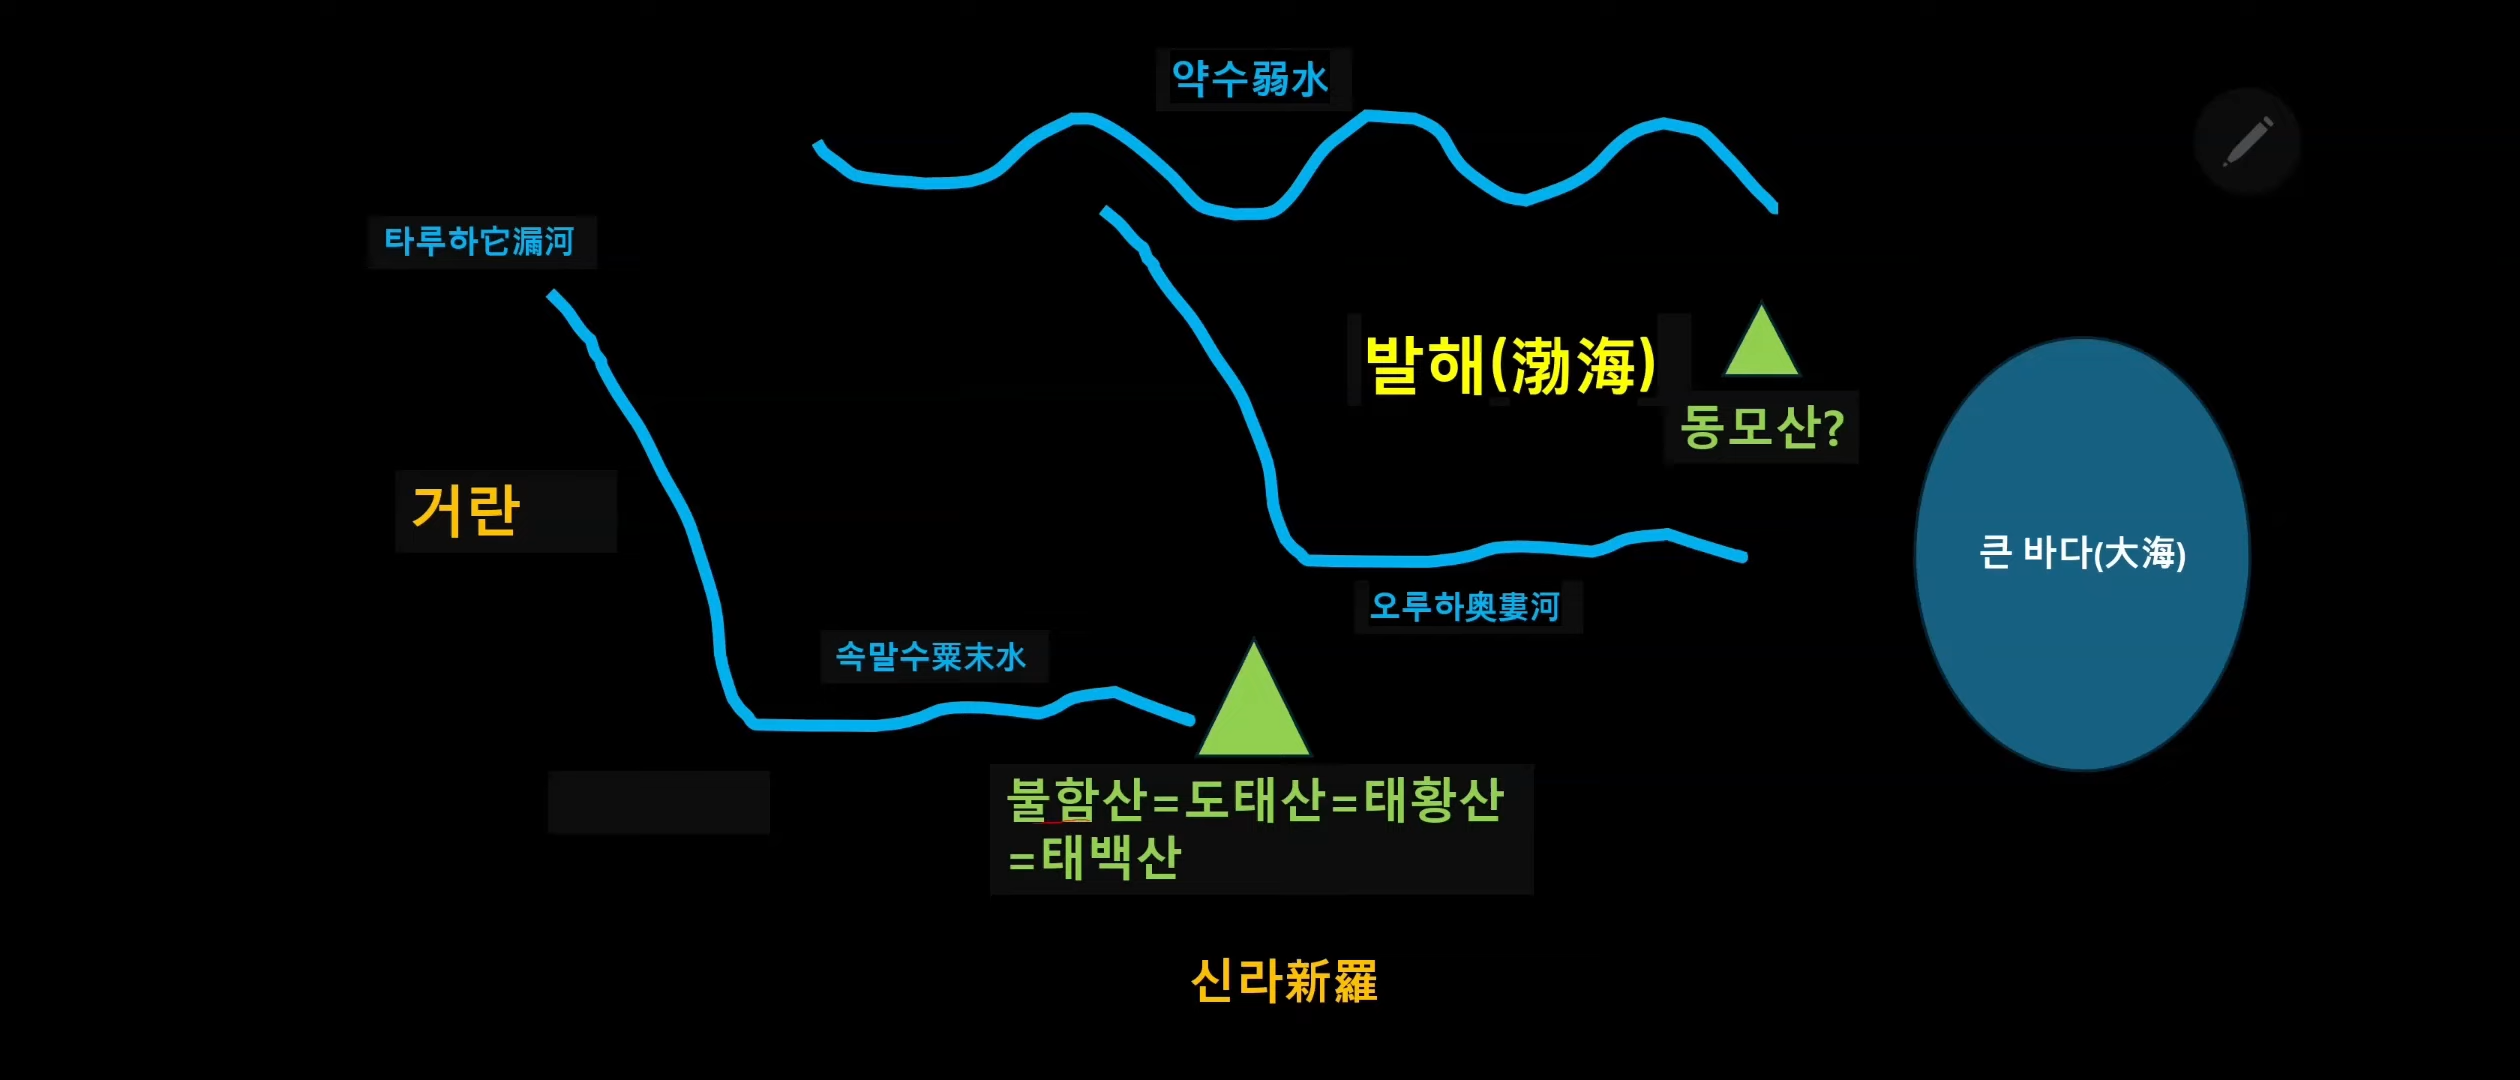 약수弱水
타루하它漏河
발해(渤海)
동모산?
거란
큰 바다(大海)
오루하奥婁河
속말수粟末水
불함산=도태산=태황산
=태백산
신라新羅